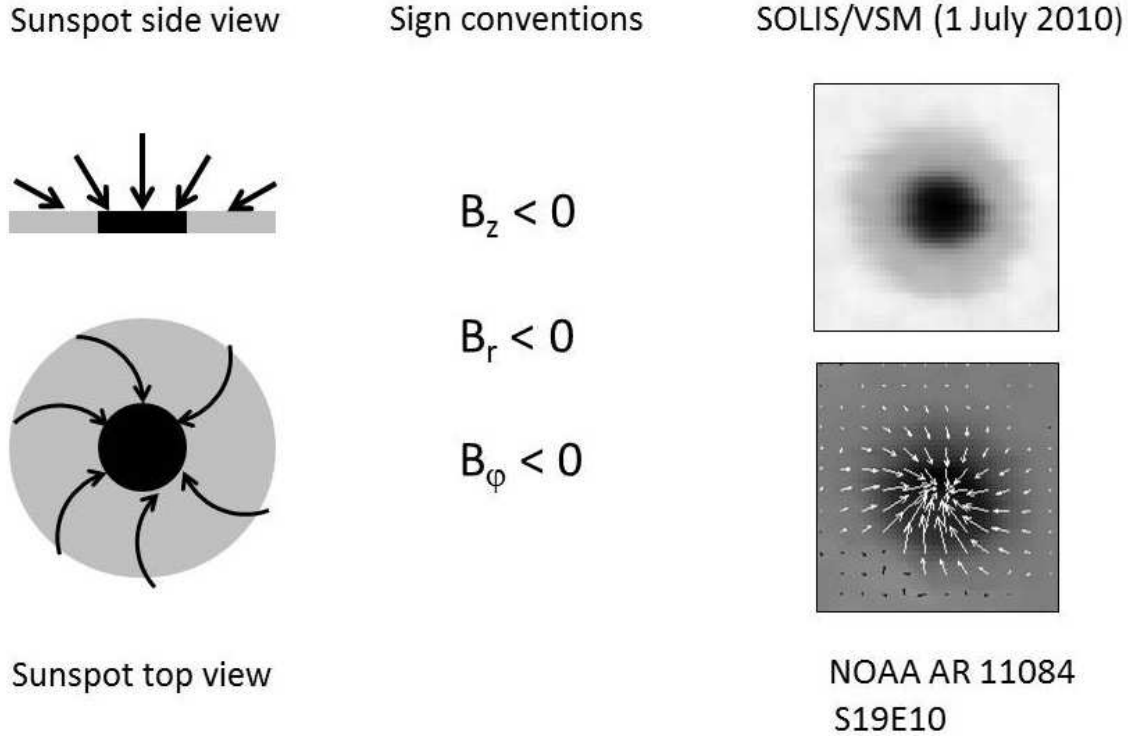 Sunspot side view
Sign conventions
SOLIS/VSM (1 July 2010)
B_z < 0
B_r < 0
B_φ < 0
Sunspot top view
NOAA AR 11084
S19E10